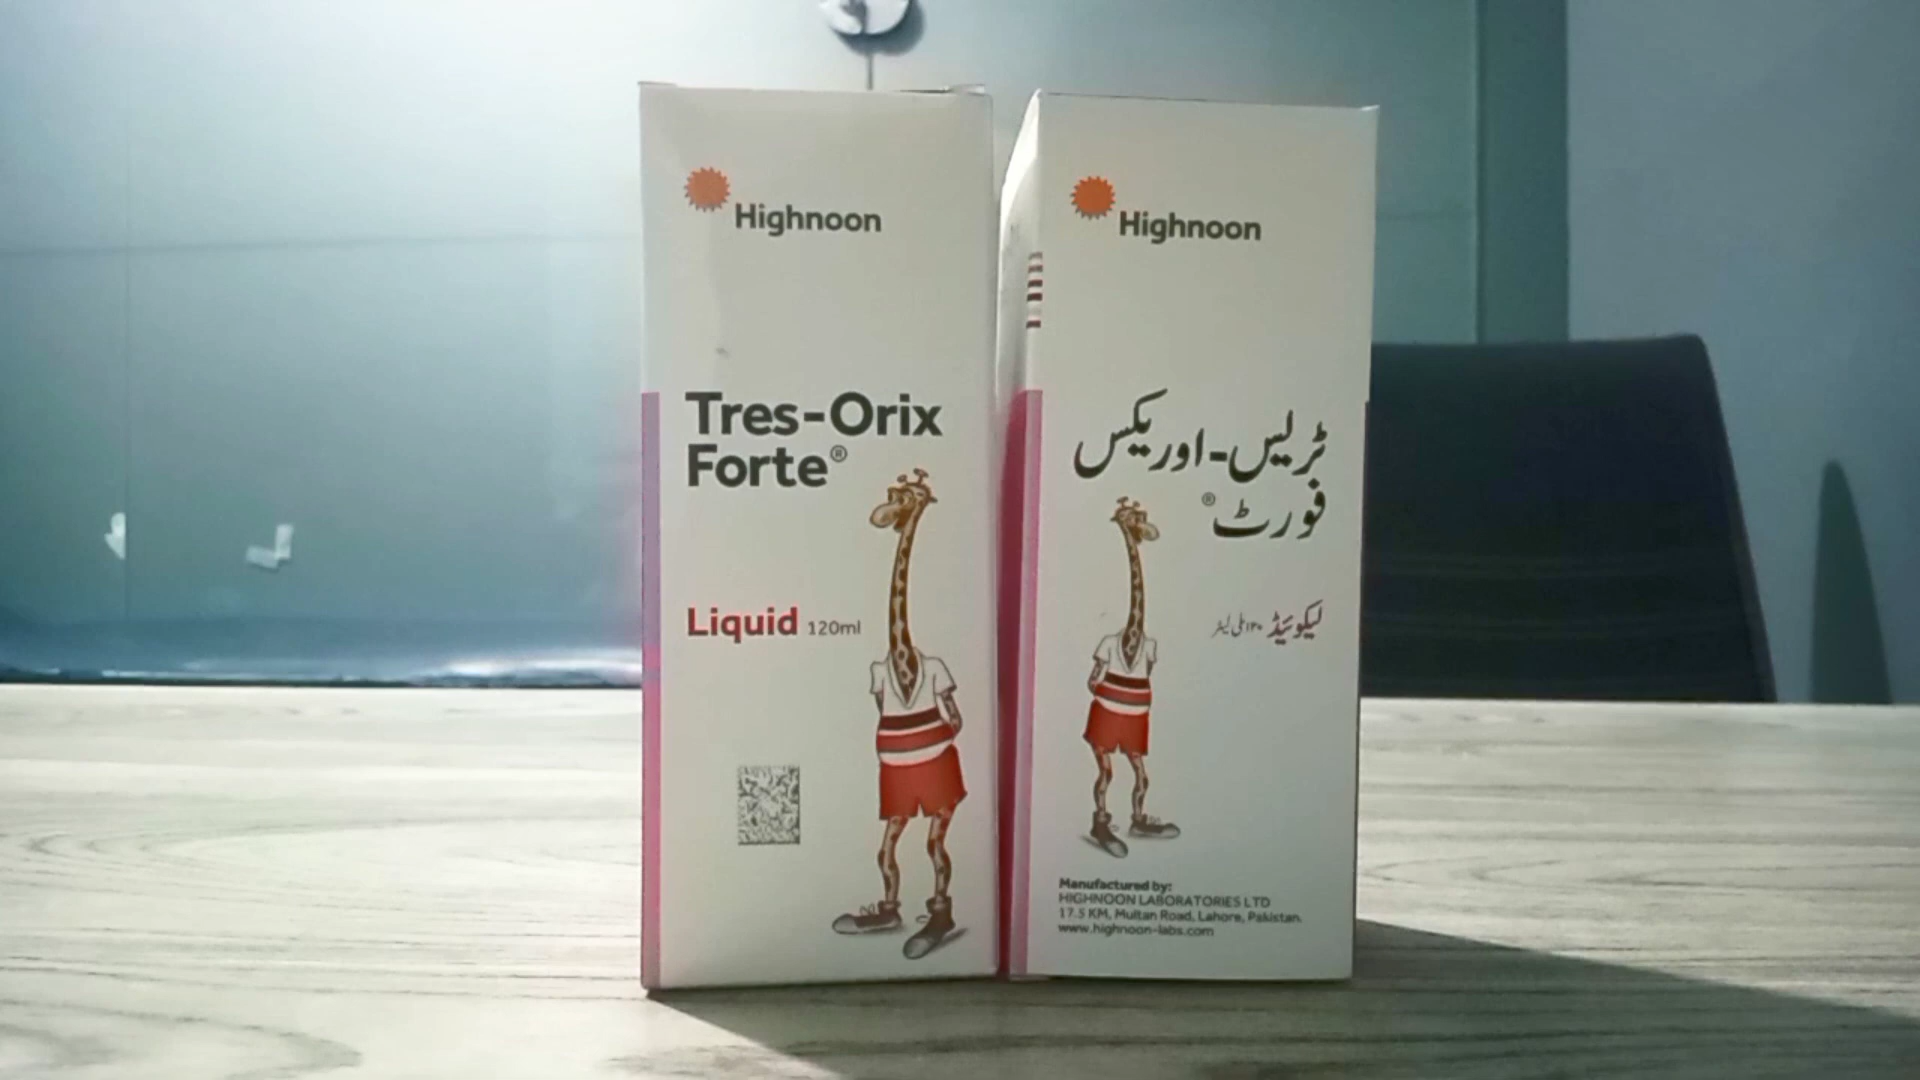 Highnoon
Tres-Orix
Forte®
Liquid 120ml
Highnoon
ٹریس-اوریکس
فورٹ®
لیکوئیڈ ۱۲۰ ملی لیٹر
Manufactured by:
HIGHNOON LABORATORIES LTD
17.5 KM, Multan Road, Lahore, Pakistan.
www.highnoon-labs.com